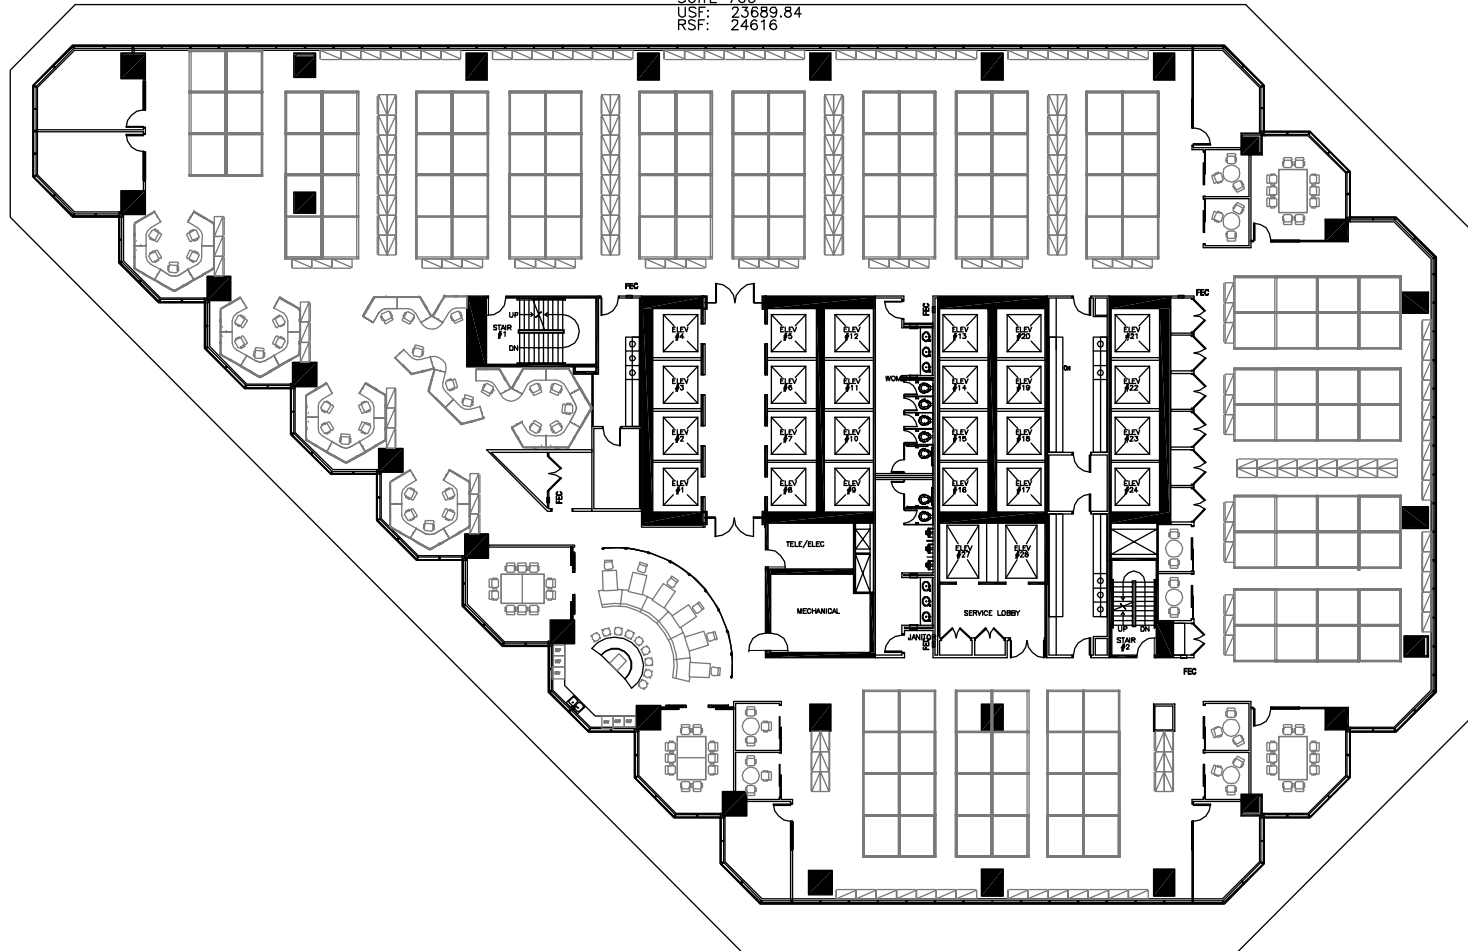 USF: 23689.84
RSF: 24616
FEC
FEC
FEC
UP
STAIR
#1
DN
ELEV
#4
ELEV
#5
ELEV
#12
ELEV
#13
ELEV
#20
ELEV
#21
ELEV
#3
ELEV
#6
ELEV
#11
WOM
ELEV
#14
ELEV
#19
ELEV
#22
ELEV
#2
ELEV
#7
ELEV
#10
ELEV
#15
ELEV
#18
ELEV
#23
ELEV
#1
ELEV
#8
ELEV
#9
ELEV
#16
ELEV
#17
ELEV
#24
FEC
TELE/ELEC
ELEV
#27
ELEV
#28
MECHANICAL
SERVICE LOBBY
JANITOR
FEC
UP DN
STAIR
#2
FEC